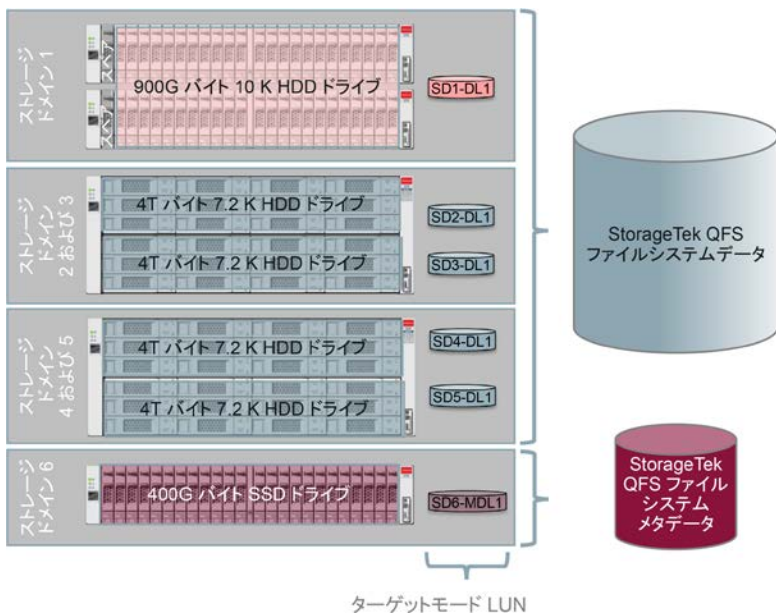 ストレージ
ドメイン 1
スペア
スペア
900G バイト 10 K HDD ドライブ
SD1-DL1
ストレージ
ドメイン
2 および 3
4T バイト 7.2 K HDD ドライブ
4T バイト 7.2 K HDD ドライブ
SD2-DL1
SD3-DL1
ストレージ
ドメイン
4 および 5
4T バイト 7.2 K HDD ドライブ
4T バイト 7.2 K HDD ドライブ
SD4-DL1
SD5-DL1
ストレージ
ドメイン 6
400G バイト SSD ドライブ
SD6-MDL1
StorageTek QFS
ファイルシステムデータ
StorageTek
QFS ファイル
システム
メタデータ
ターゲットモード LUN